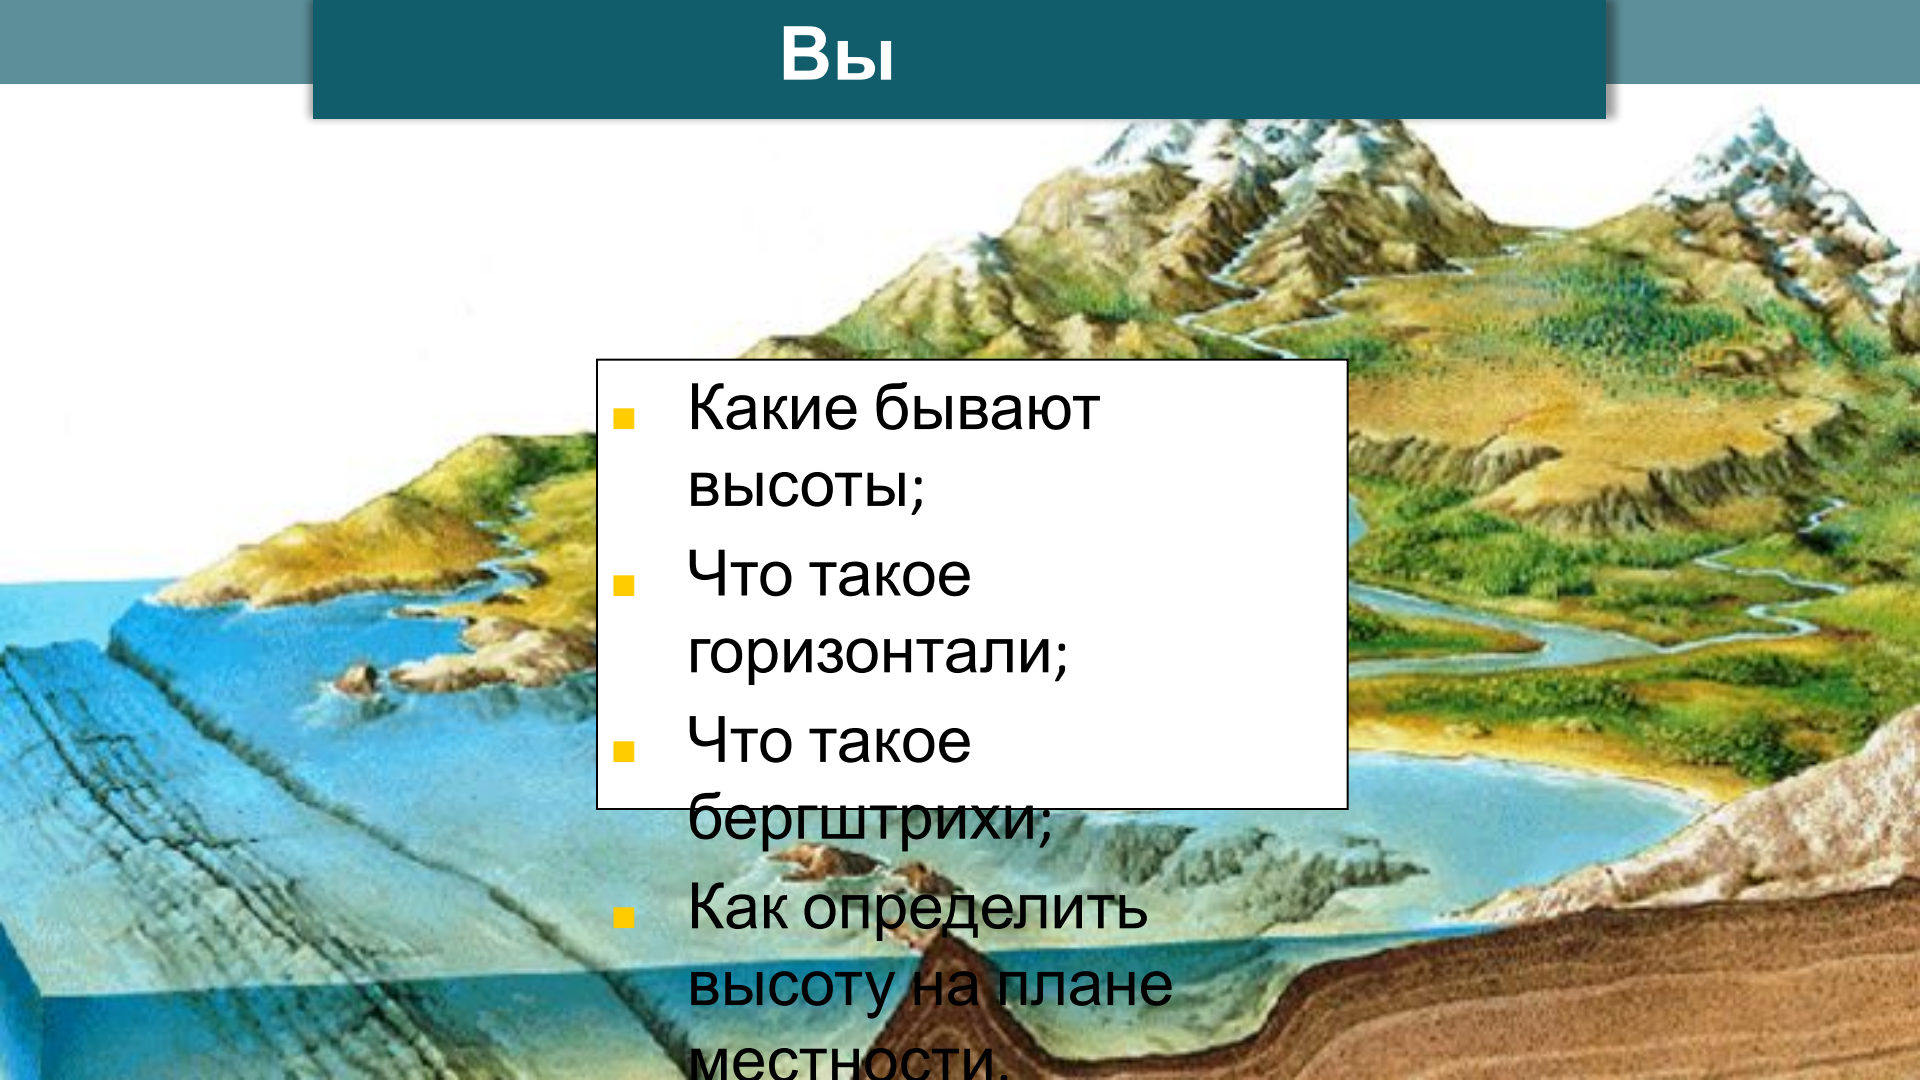 Вы
Какие бывают
высоты;
Что такое
горизонтали;
Что такое
бергштрихи;
Как определить
высоту на плане
местности.